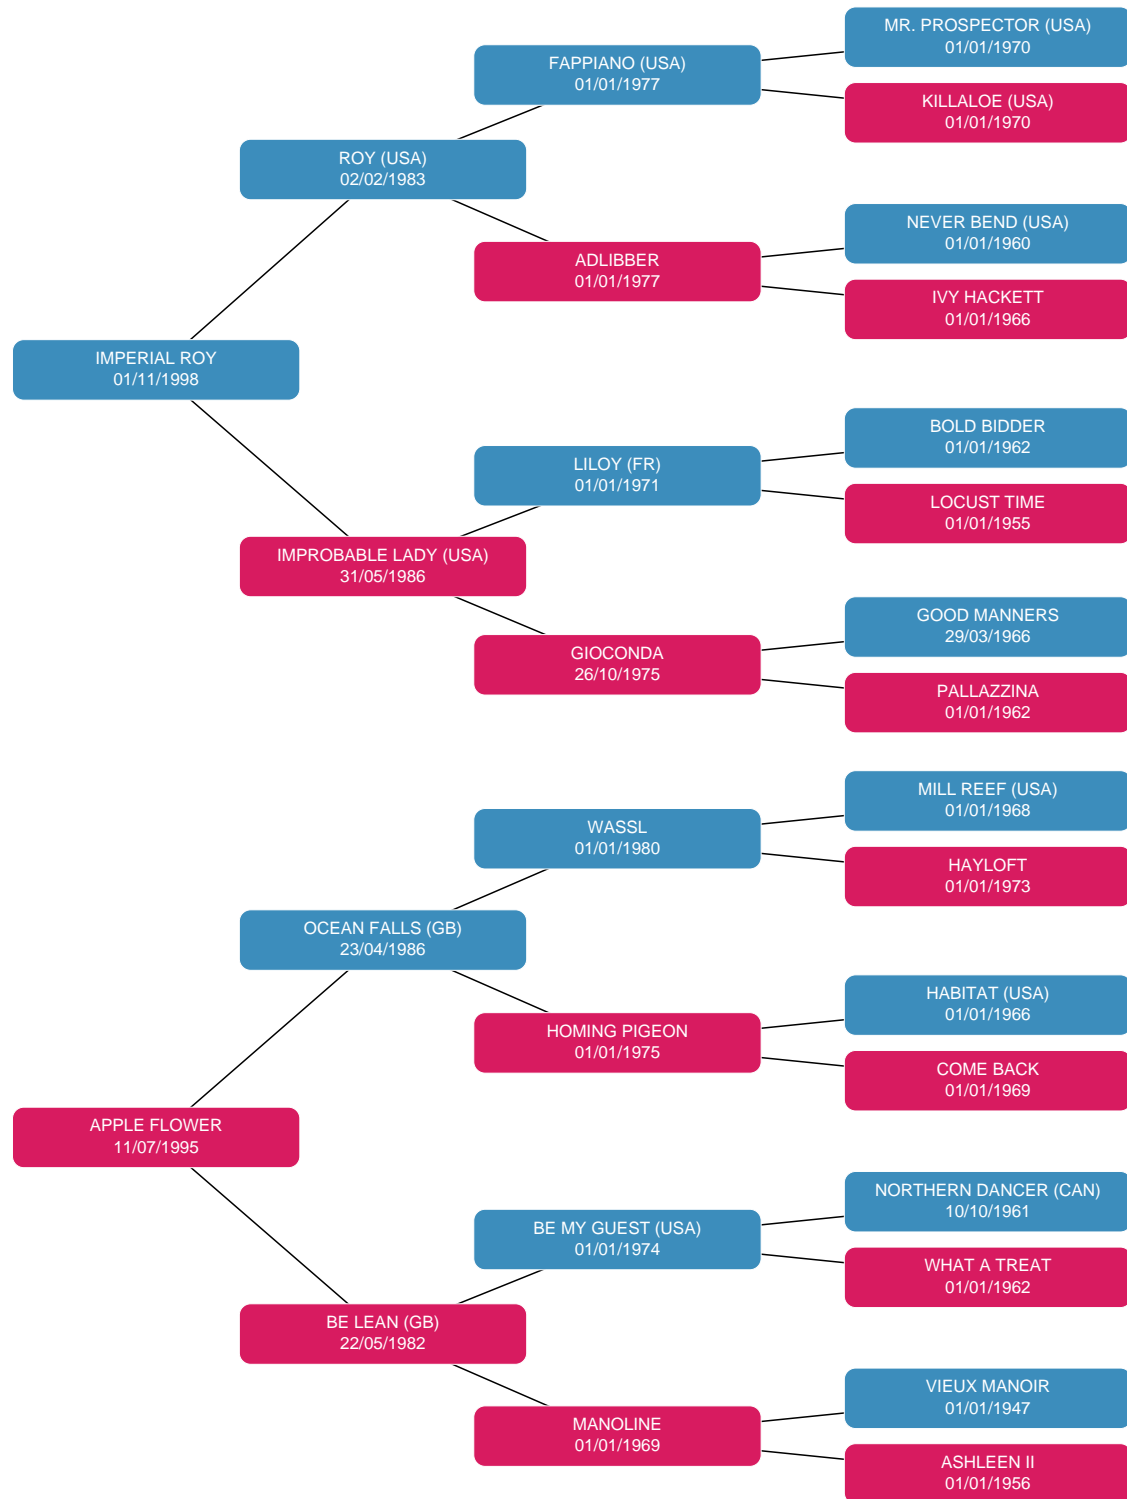 MR. PROSPECTOR (USA)
01/01/1970
FAPPIANO (USA)
01/01/1977
KILLALOE (USA)
01/01/1970
ROY (USA)
02/02/1983
NEVER BEND (USA)
01/01/1960
ADLIBBER
01/01/1977
IVY HACKETT
01/01/1966
IMPERIAL ROY
01/11/1998
BOLD BIDDER
01/01/1962
LILOY (FR)
01/01/1971
LOCUST TIME
01/01/1955
IMPROBABLE LADY (USA)
31/05/1986
GOOD MANNERS
29/03/1966
GIOCONDA
26/10/1975
PALLAZZINA
01/01/1962
MILL REEF (USA)
01/01/1968
WASSL
01/01/1980
HAYLOFT
01/01/1973
OCEAN FALLS (GB)
23/04/1986
HABITAT (USA)
01/01/1966
HOMING PIGEON
01/01/1975
COME BACK
01/01/1969
APPLE FLOWER
11/07/1995
NORTHERN DANCER (CAN)
10/10/1961
BE MY GUEST (USA)
01/01/1974
WHAT A TREAT
01/01/1962
BE LEAN (GB)
22/05/1982
VIEUX MANOIR
01/01/1947
MANOLINE
01/01/1969
ASHLEEN II
01/01/1956